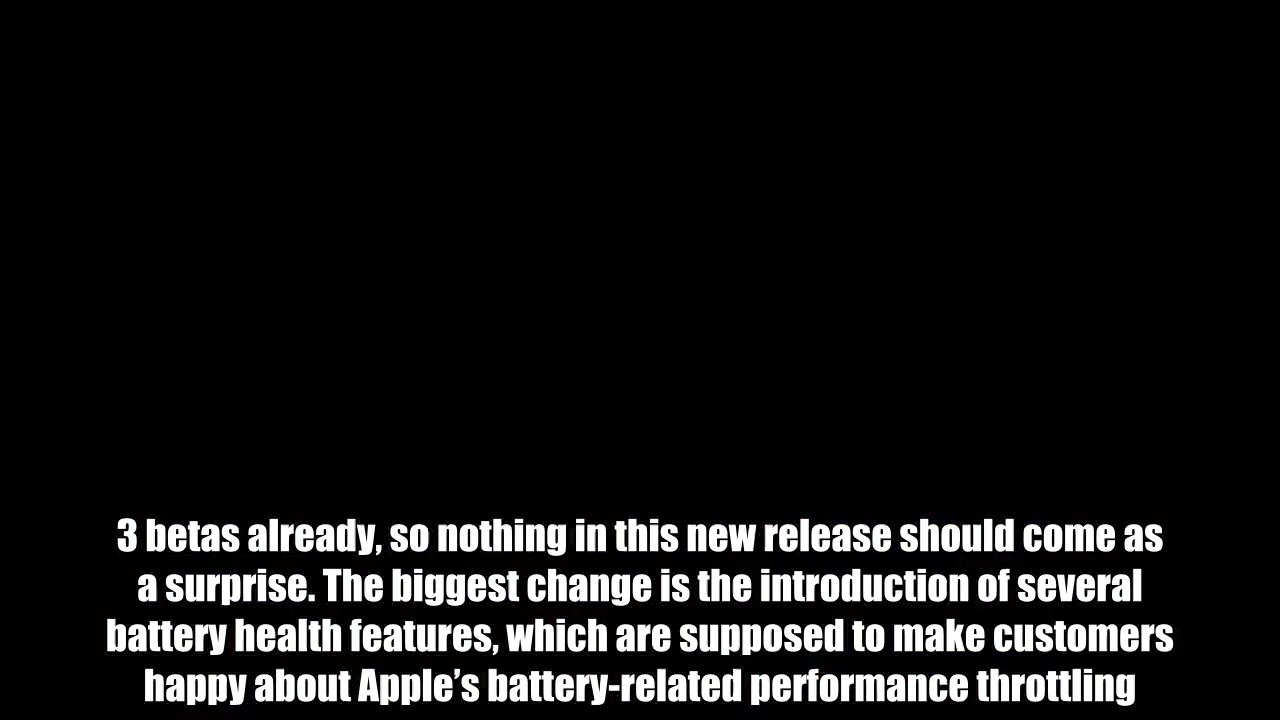 3 betas already, so nothing in this new release should come as
a surprise. The biggest change is the introduction of several
battery health features, which are supposed to make customers
happy about Apple’s battery-related performance throttling